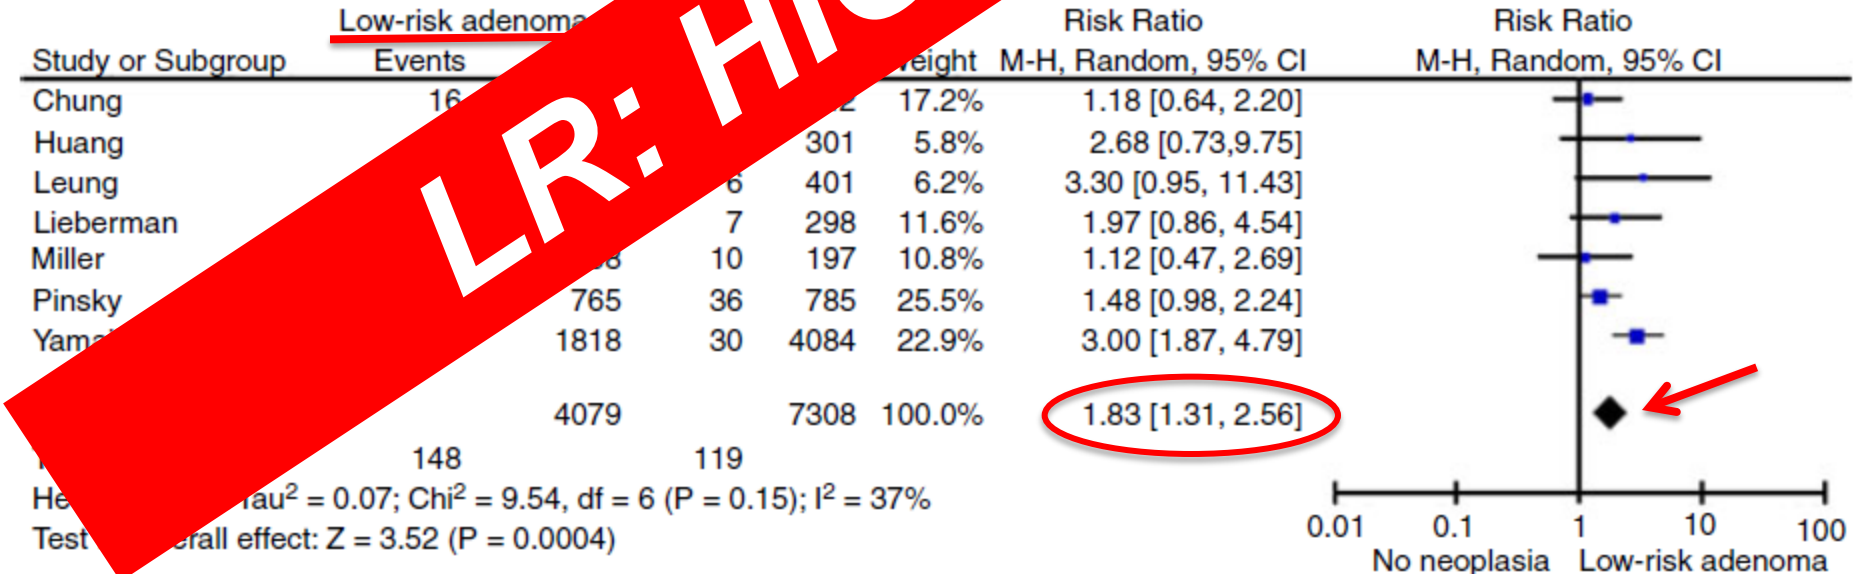 Low-risk adenoma Risk Ratio Risk Ratio
Study or Subgroup Events M-H, Random, 95% CI M-H, Random, 95% CI
Chung 16 17.2% 1.18 [0.64, 2.20]
Huang 301 5.8% 2.68 [0.73,9.75]
Leung 6 401 6.2% 3.30 [0.95, 11.43]
Lieberman 7 298 11.6% 1.97 [0.86, 4.54]
Miller 10 197 10.8% 1.12 [0.47, 2.69]
Pinsky 765 36 785 25.5% 1.48 [0.98, 2.24]
1818 30 4084 22.9% 3.00 [1.87, 4.79]
4079 7308 100.0% 1.83 [1.31, 2.56]
148 119
= 0.07; Chi² = 9.54, df = 6 (P = 0.15); I² = 37%
Test effect: Z = 3.52 (P = 0.0004)
0.01 0.1 1 10 100
No neoplasia Low-risk adenoma
LR: